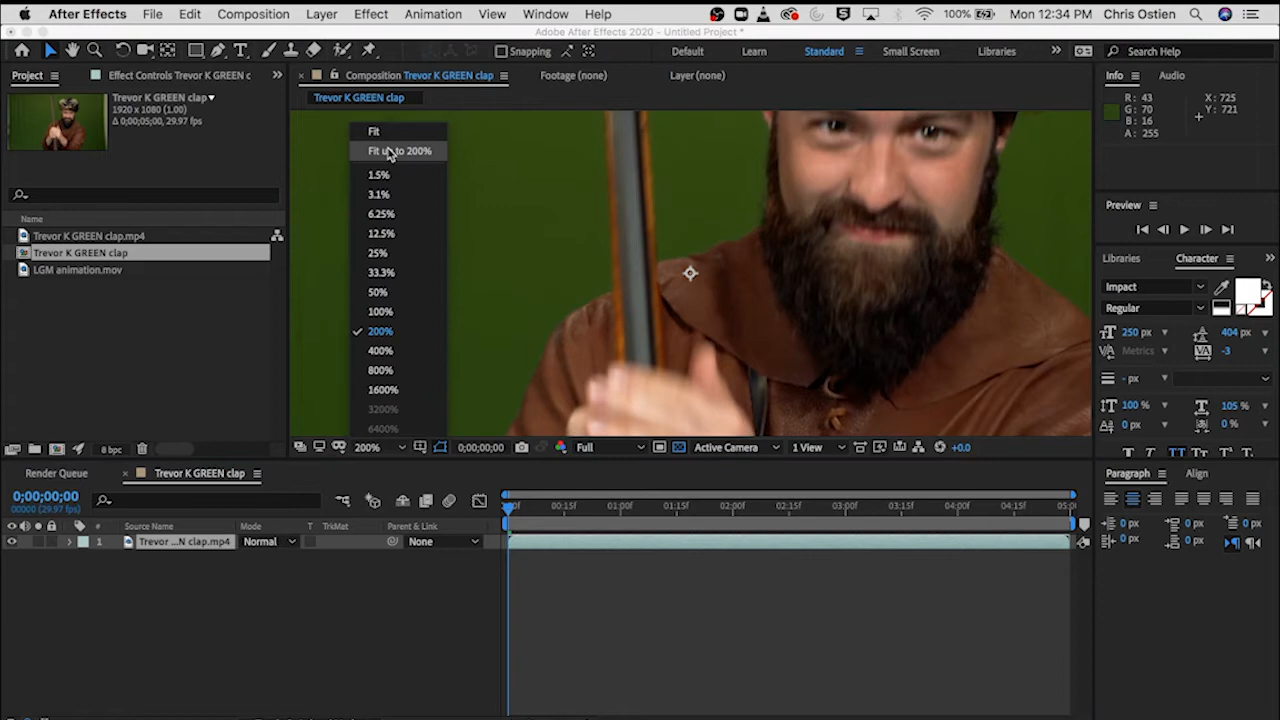 After Effects File Edit Composition Layer Effect Animation View Window Help 100% Mon 12:34 PM Chris Ostien
Adobe After Effects 2020 - Untitled Project *
Snapping Default Learn Standard Small Screen Libraries Search Help
Project Effect Controls Trevor K GREEN c Composition Trevor K GREEN clap Footage (none) Layer (none) Info Audio
Trevor K GREEN clap
1920 x 1080 (1.00)
Δ 0;00;05;00, 29.97 fps
Trevor K GREEN clap
R: 43
G: 70
B: 16
A: 255
X: 725
Y: 721
Fit
Fit up to 200%
1.5%
3.1%
6.25%
12.5%
25%
33.3%
50%
100%
200%
400%
800%
1600%
3200%
6400%
Name
Trevor K GREEN clap.mp4
Trevor K GREEN clap
LGM animation.mov
Preview
Libraries Character
Impact
Regular
250 px 404 px
Metrics -3
- px
100 % 105 %
0 px 0 %
T T TT Tr T' T.
8 bpc 200% 0;00;00;00 Full Active Camera 1 View +0.0
Render Queue Trevor K GREEN clap
0;00;00;00
00000 (29.97 fps)
00:15f 01:00f 01:15f 02:00f 02:15f 03:00f 03:15f 04:00f 04:15f
# Source Name Mode T TrkMat Parent & Link
1 Trevor ...N clap.mp4 Normal None
Paragraph Align
0 px 0 px 0 px
0 px 0 px